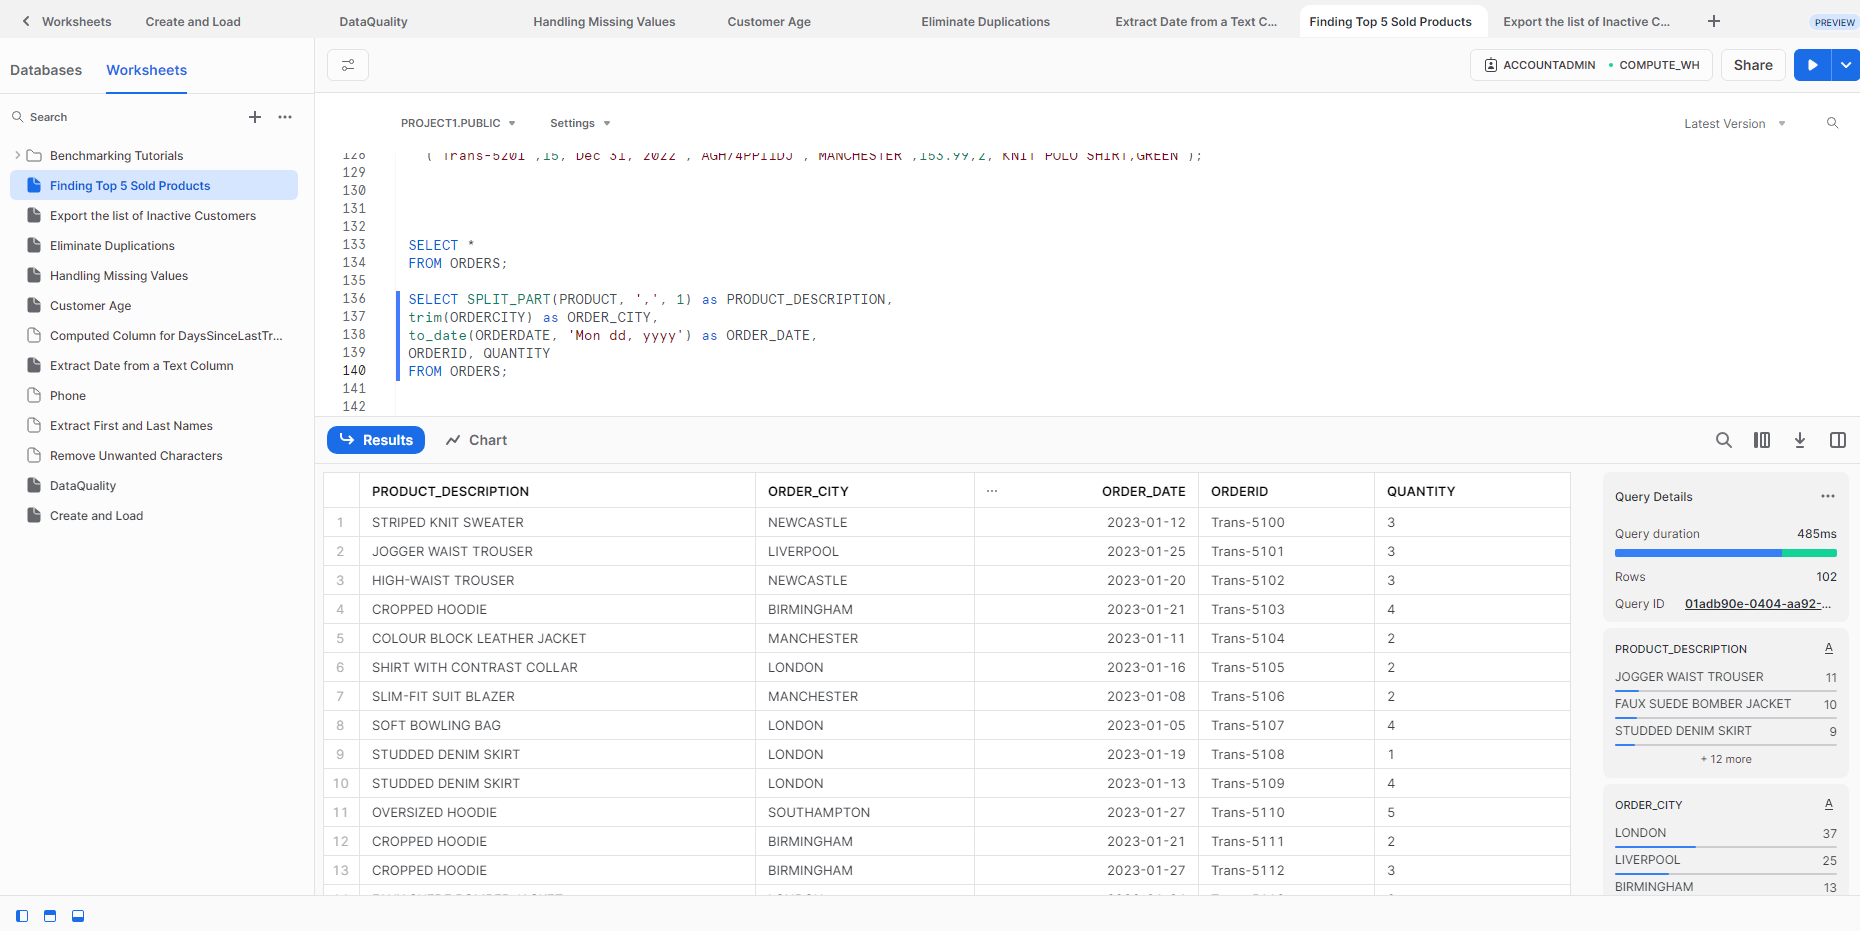 Worksheets
Create and Load
DataQuality
Handling Missing Values
Customer Age
Eliminate Duplications
Extract Date from a Text C...
Finding Top 5 Sold Products
Export the list of Inactive C...
PREVIEW
Databases
Worksheets
ACCOUNTADMIN
COMPUTE_WH
Share
Search
Benchmarking Tutorials
Finding Top 5 Sold Products
Export the list of Inactive Customers
Eliminate Duplications
Handling Missing Values
Customer Age
Computed Column for DaysSinceLastTr...
Extract Date from a Text Column
Phone
Extract First and Last Names
Remove Unwanted Characters
DataQuality
Create and Load
PROJECT1.PUBLIC
Settings
Latest Version
128
129
130
131
132
133 SELECT *
134 FROM ORDERS;
135
136 SELECT SPLIT_PART(PRODUCT, ',', 1) as PRODUCT_DESCRIPTION,
137 trim(ORDERCITY) as ORDER_CITY,
138 to_date(ORDERDATE, 'Mon dd, yyyy') as ORDER_DATE,
139 ORDERID, QUANTITY
140 FROM ORDERS;
141
142
Results
Chart
PRODUCT_DESCRIPTION ORDER_CITY ... ORDER_DATE ORDERID QUANTITY
1 STRIPED KNIT SWEATER NEWCASTLE 2023-01-12 Trans-5100 3
2 JOGGER WAIST TROUSER LIVERPOOL 2023-01-25 Trans-5101 3
3 HIGH-WAIST TROUSER NEWCASTLE 2023-01-20 Trans-5102 3
4 CROPPED HOODIE BIRMINGHAM 2023-01-21 Trans-5103 4
5 COLOUR BLOCK LEATHER JACKET MANCHESTER 2023-01-11 Trans-5104 2
6 SHIRT WITH CONTRAST COLLAR LONDON 2023-01-16 Trans-5105 2
7 SLIM-FIT SUIT BLAZER MANCHESTER 2023-01-08 Trans-5106 2
8 SOFT BOWLING BAG LONDON 2023-01-05 Trans-5107 4
9 STUDDED DENIM SKIRT LONDON 2023-01-19 Trans-5108 1
10 STUDDED DENIM SKIRT LONDON 2023-01-13 Trans-5109 4
11 OVERSIZED HOODIE SOUTHAMPTON 2023-01-27 Trans-5110 5
12 CROPPED HOODIE BIRMINGHAM 2023-01-21 Trans-5111 2
13 CROPPED HOODIE BIRMINGHAM 2023-01-27 Trans-5112 3
Query Details
Query duration 485ms
Rows 102
Query ID 01adb90e-0404-aa92-...
PRODUCT_DESCRIPTION A
JOGGER WAIST TROUSER 11
FAUX SUEDE BOMBER JACKET 10
STUDDED DENIM SKIRT 9
+ 12 more
ORDER_CITY A
LONDON 37
LIVERPOOL 25
BIRMINGHAM 13